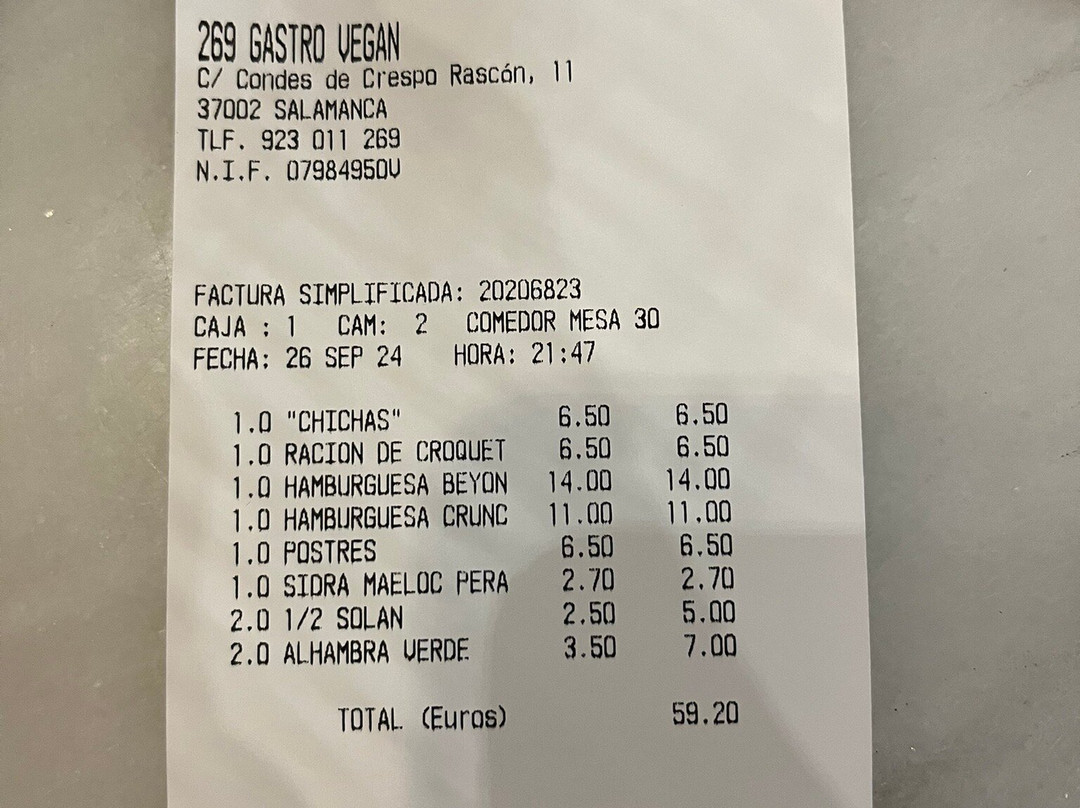 269 GASTRO VEGAN
C/ Condes de Crespo Rascón, 11
37002 SALAMANCA
TLF. 923 011 269
N.I.F. 07984950V
FACTURA SIMPLIFICADA: 20206823
CAJA : 1 CAM: 2 COMEDOR MESA 30
FECHA: 26 SEP 24 HORA: 21:47
1.0 "CHICHAS" 6.50 6.50
1.0 RACION DE CROQUET 6.50 6.50
1.0 HAMBURGUESA BEYON 14.00 14.00
1.0 HAMBURGUESA CRUNC 11.00 11.00
1.0 POSTRES 6.50 6.50
1.0 SIDRA MAELOC PERA 2.70 2.70
2.0 1/2 SOLAN 2.50 5.00
2.0 ALHAMBRA VERDE 3.50 7.00
TOTAL (Euros) 59.20